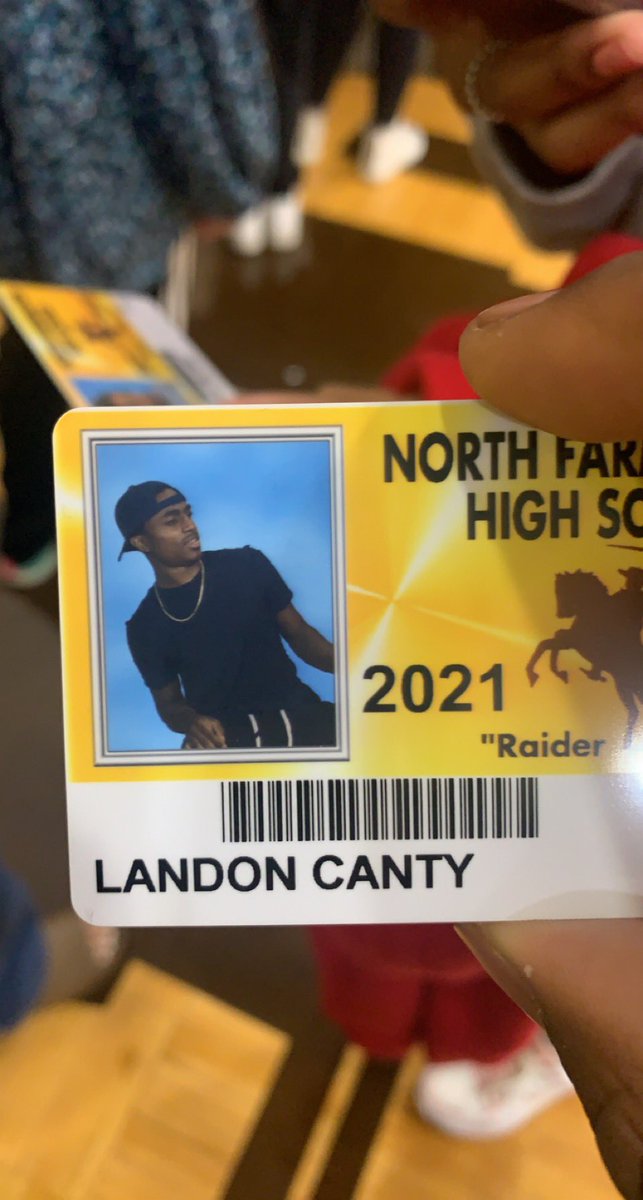 NORTH FAR
HIGH SC
2021
"Raider
LANDON CANTY